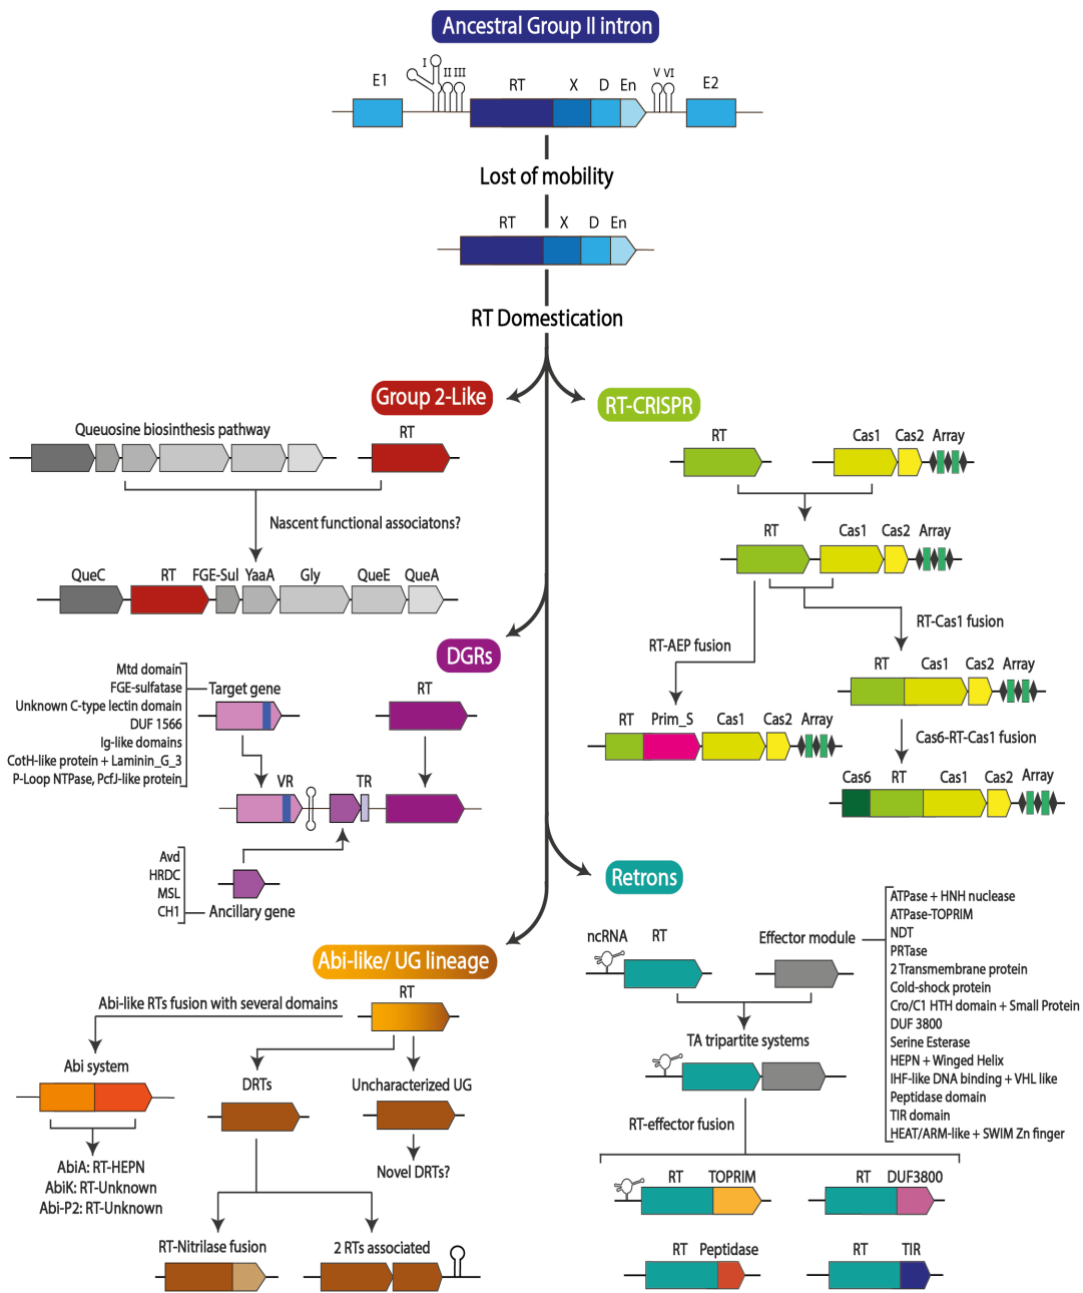 Ancestral Group II intron
E1
I
II III
RT
X
D
En
V VI
E2
Lost of mobility
RT
X
D
En
RT Domestication
Group 2-Like
RT-CRISPR
Queuosine biosinthesis pathway
RT
Nascent functional associatons?
QueC
RT
FGE-Sul
YaaA
Gly
QueE
QueA
RT
Cas1
Cas2
Array
RT
Cas1
Cas2
Array
RT-AEP fusion
RT-Cas1 fusion
RT
Cas1
Cas2
Array
RT
Prim_S
Cas1
Cas2
Array
Cas6-RT-Cas1 fusion
Cas6
RT
Cas1
Cas2
Array
DGRs
Mtd domain
FGE-sulfatase
Unknown C-type lectin domain
DUF 1566
Ig-like domains
CotH-like protein + Laminin_G_3
P-Loop NTPase, PcfJ-like protein
Target gene
RT
VR
TR
Avd
HRDC
MSL
CH1
Ancillary gene
Retrons
ncRNA
RT
Effector module
ATPase + HNH nuclease
ATPase-TOPRIM
NDT
PRTase
2 Transmembrane protein
Cold-shock protein
Cro/C1 HTH domain + Small Protein
DUF 3800
Serine Esterase
HEPN + Winged Helix
IHF-like DNA binding + VHL like
Peptidase domain
TIR domain
HEAT/ARM-like + SWIM Zn finger
TA tripartite systems
RT-effector fusion
RT
TOPRIM
RT
DUF3800
RT
Peptidase
RT
TIR
Abi-like/ UG lineage
Abi-like RTs fusion with several domains
RT
Abi system
DRTs
Uncharacterized UG
AbiA: RT-HEPN
AbiK: RT-Unknown
Abi-P2: RT-Unknown
Novel DRTs?
RT-Nitrilase fusion
2 RTs associated